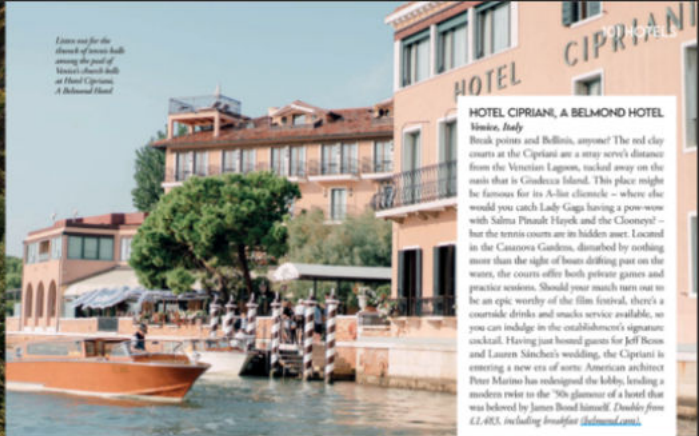 Listen out for the
thwack of tennis balls
among the peal of
Venice's church bells
at Hotel Cipriani,
A Belmond Hotel
101 HOTELS
HOTEL CIPRIANI
HOTEL CIPRIANI, A BELMOND HOTEL
Venice, Italy
Break points and Bellinis, anyone? The red clay
courts at the Cipriani are a stray serve's distance
from the Venetian Lagoon, tucked away on the
oasis that is Giudecca Island. This place might
be famous for its A-list clientele – where else
would you catch Lady Gaga having a pow-wow
with Salma Pinault Hayek and the Clooneys? –
but the tennis courts are its hidden asset. Located
in the Casanova Gardens, disturbed by nothing
more than the sight of boats drifting past on the
water, the courts offer both private games and
practice sessions. Should your match turn out to
be an epic worthy of the film festival, there's a
courtside drinks and snacks service available, so
you can indulge in the establishment's signature
cocktail. Having just hosted guests for Jeff Bezos
and Lauren Sánchez's wedding, the Cipriani is
entering a new era of sorts: American architect
Peter Marino has redesigned the lobby, lending a
modern twist to the '50s glamour of a hotel that
was beloved by James Bond himself. Doubles from
£1,483, including breakfast (belmond.com).